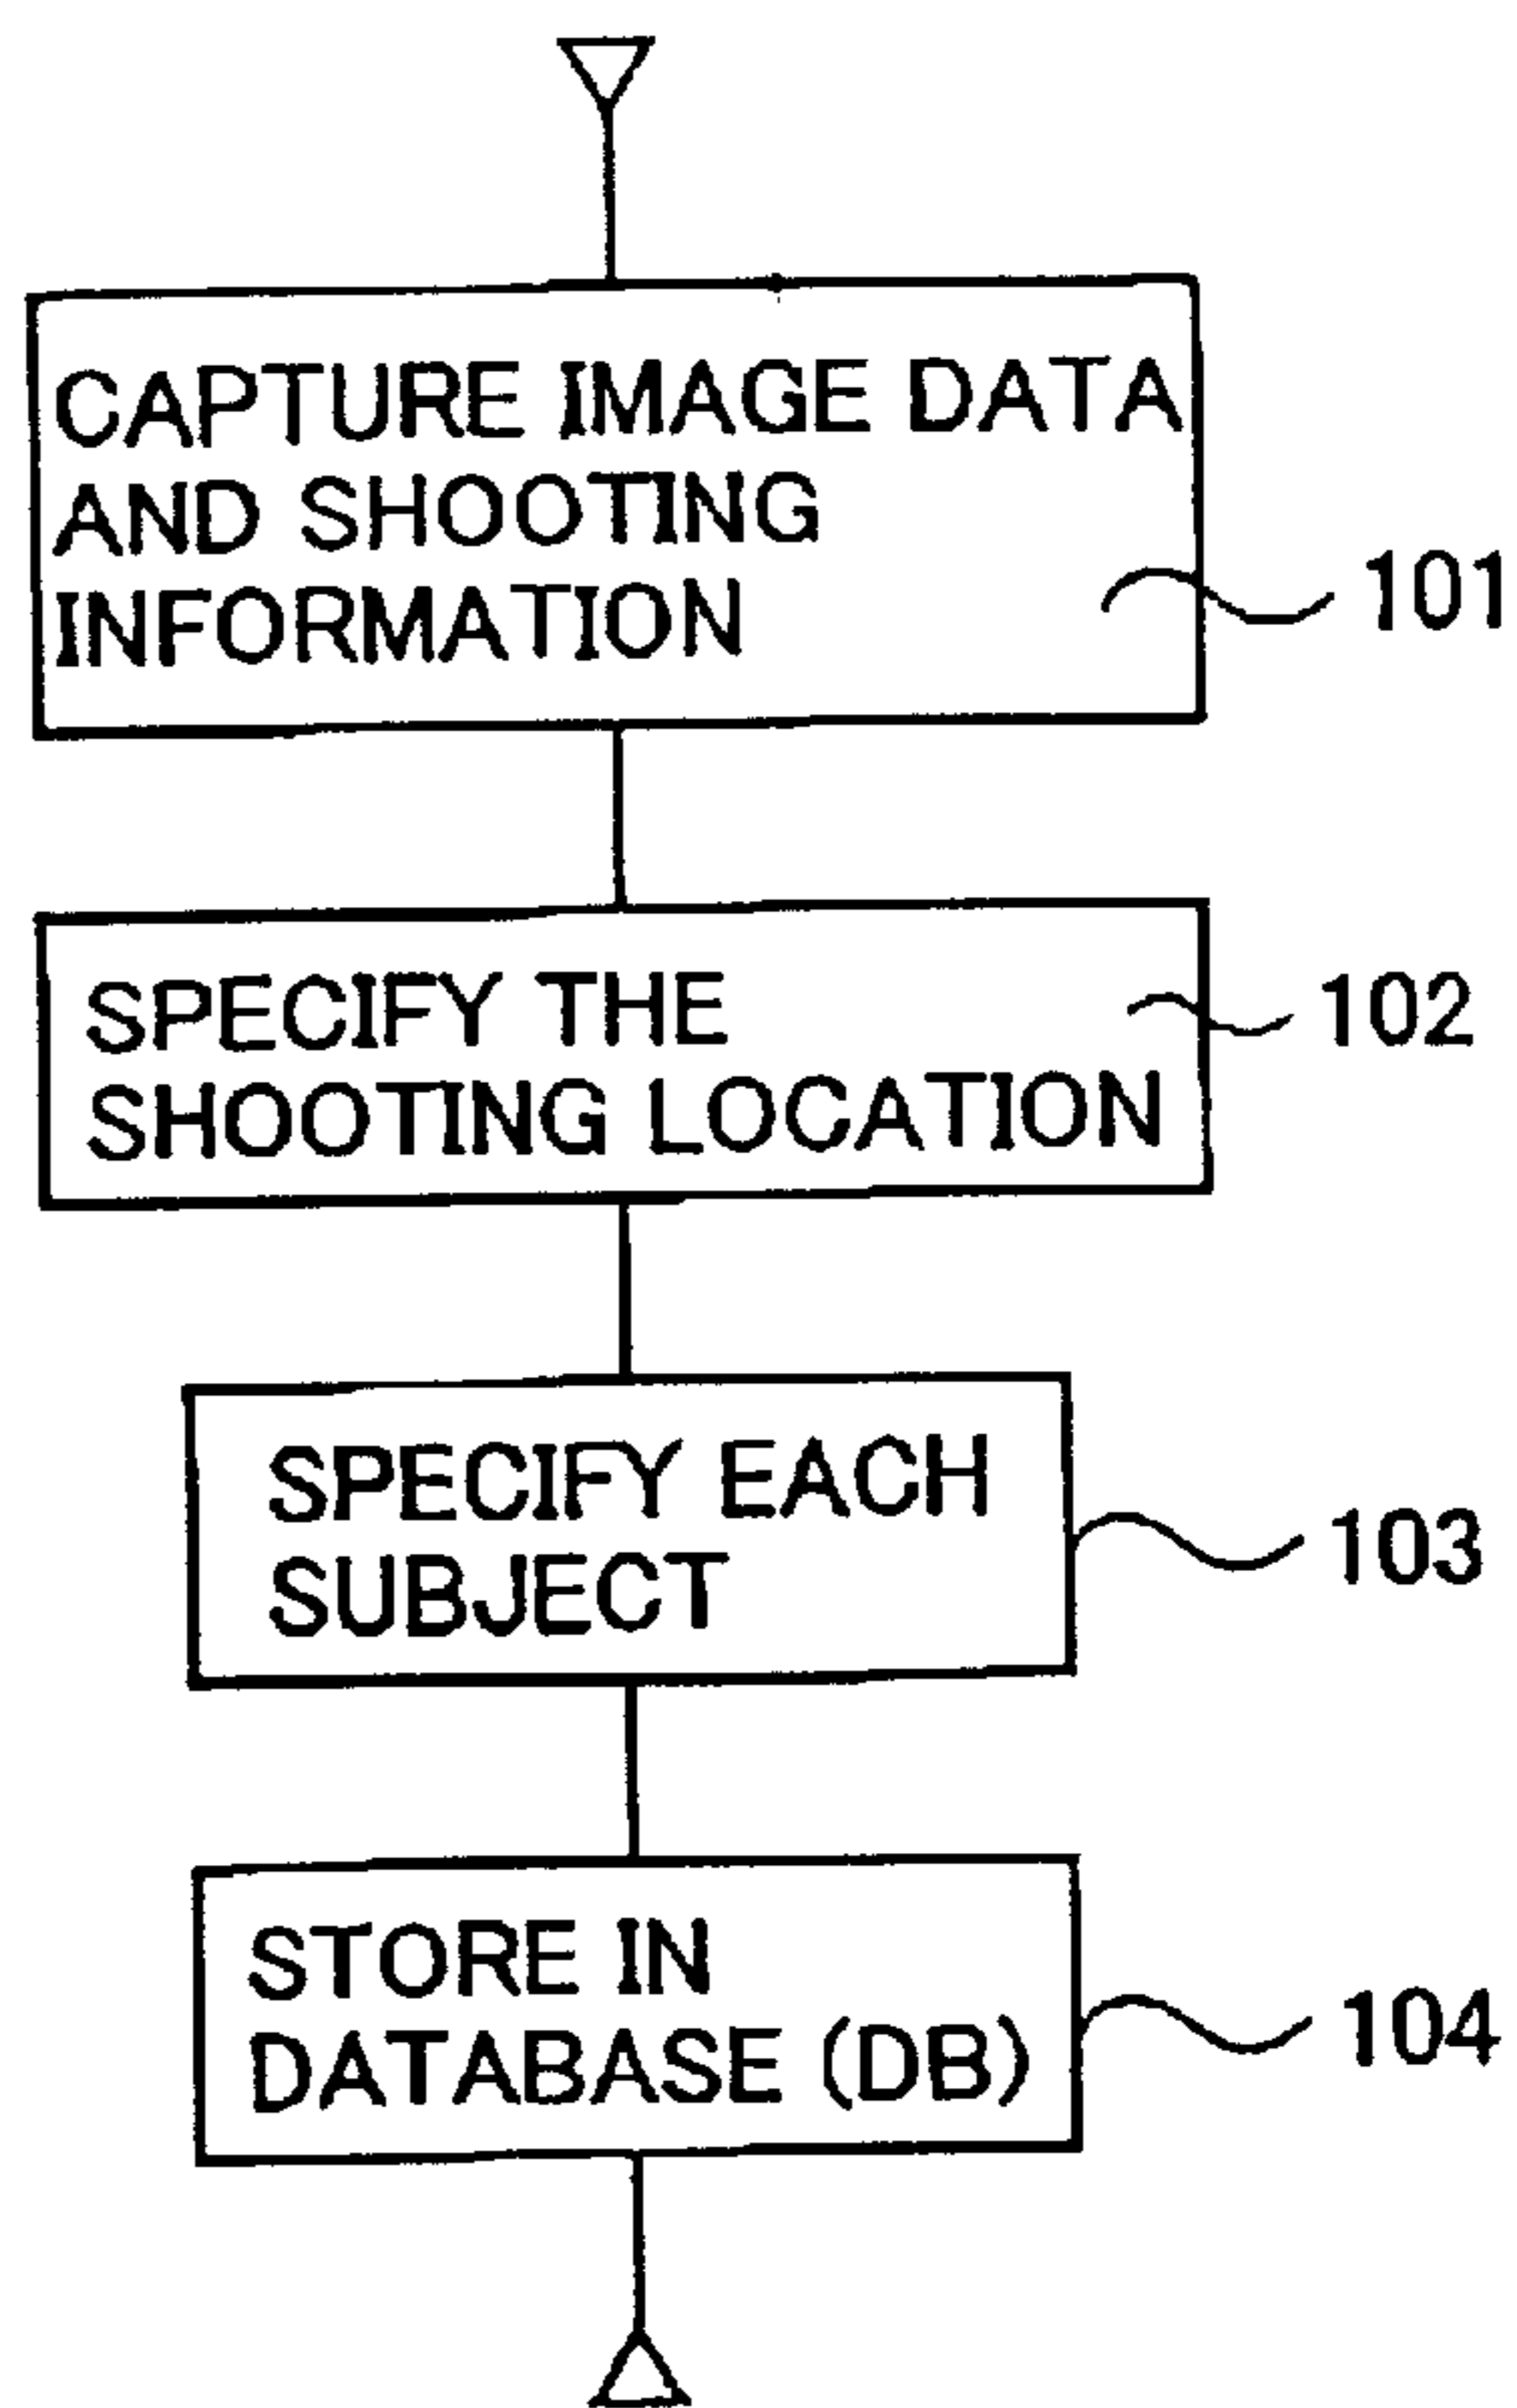 CAPTURE IMAGE DATA
AND SHOOTING
INFORMATION
101
SPECIFY THE
102
SHOOTING LOCATION
SPECIFY EACH
SUBJECT
103
STORE IN
DATABASE (DB)
104